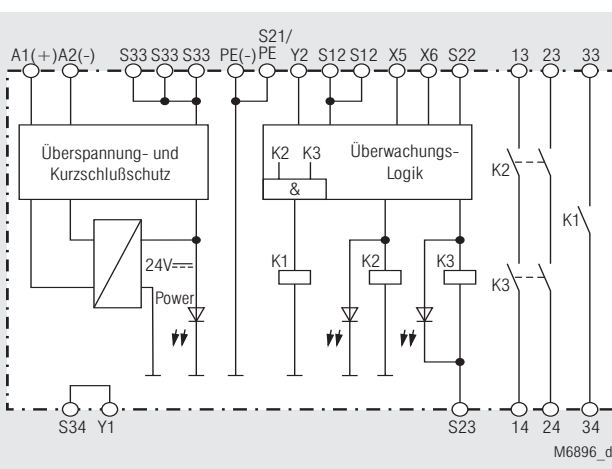 S21/
A1(+) A2(-) S33 S33 S33 PE(-) PE Y2 S12 S12 X5 X6 S22 13 23 33
Überspannung- und
Kurzschlußschutz
K2 K3
&
Überwachungs-
Logik
K2
K1
24V
K1
K2
K3
K3
Power
S34 Y1 S23 14 24 34
M6896_d